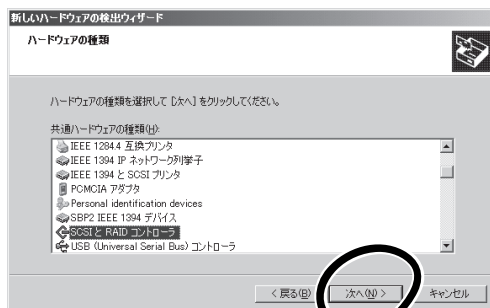 新しいハードウェアの検出ウィザード
ハードウェアの種類
ハードウェアの種類を選択して [次へ] をクリックしてください。
共通ハードウェアの種類(H):
IEEE 1284.4 互換プリンタ
IEEE 1394 IP ネットワーク列挙子
IEEE 1394 と SCSI プリンタ
PCMCIA アダプタ
Personal identification devices
SBP2 IEEE 1394 デバイス
SCSI と RAID コントローラ
USB (Universal Serial Bus) コントローラ
< 戻る(B) 次へ(N) > キャンセル